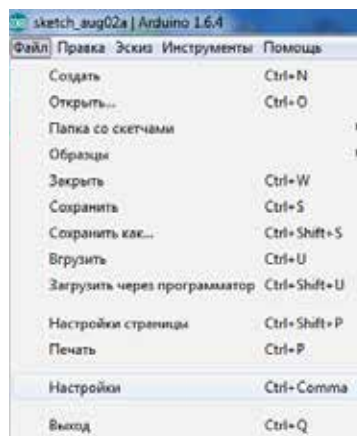 sketch_aug02a | Arduino 1.6.4
Файл Правка Эскиз Инструменты Помощь
Создать Ctrl+N
Открыть... Ctrl+O
Папка со скетчами
Образцы
Закрыть Ctrl+W
Сохранить Ctrl+S
Сохранить как... Ctrl+Shift+S
Вгрузить Ctrl+U
Загрузить через программатор Ctrl+Shift+U
Настройки страницы Ctrl+Shift+P
Печать Ctrl+P
Настройки Ctrl+Comma
Выход Ctrl+Q